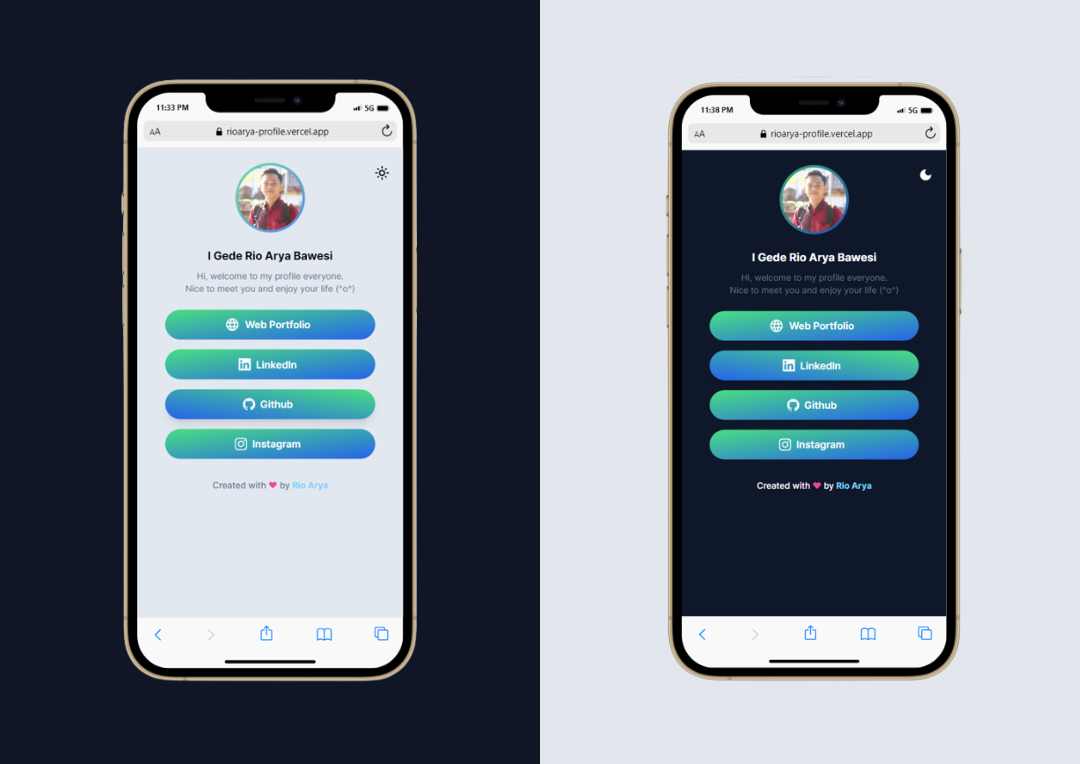 11:33 PM
5G
AA
rioarya-profile.vercel.app
I Gede Rio Arya Bawesi
Hi, welcome to my profile everyone.
Nice to meet you and enjoy your life (^o^)
Web Portfolio
LinkedIn
Github
Instagram
Created with ❤ by Rio Arya
11:38 PM
5G
AA
rioarya-profile.vercel.app
I Gede Rio Arya Bawesi
Hi, welcome to my profile everyone.
Nice to meet you and enjoy your life (^o^)
Web Portfolio
LinkedIn
Github
Instagram
Created with ❤ by Rio Arya